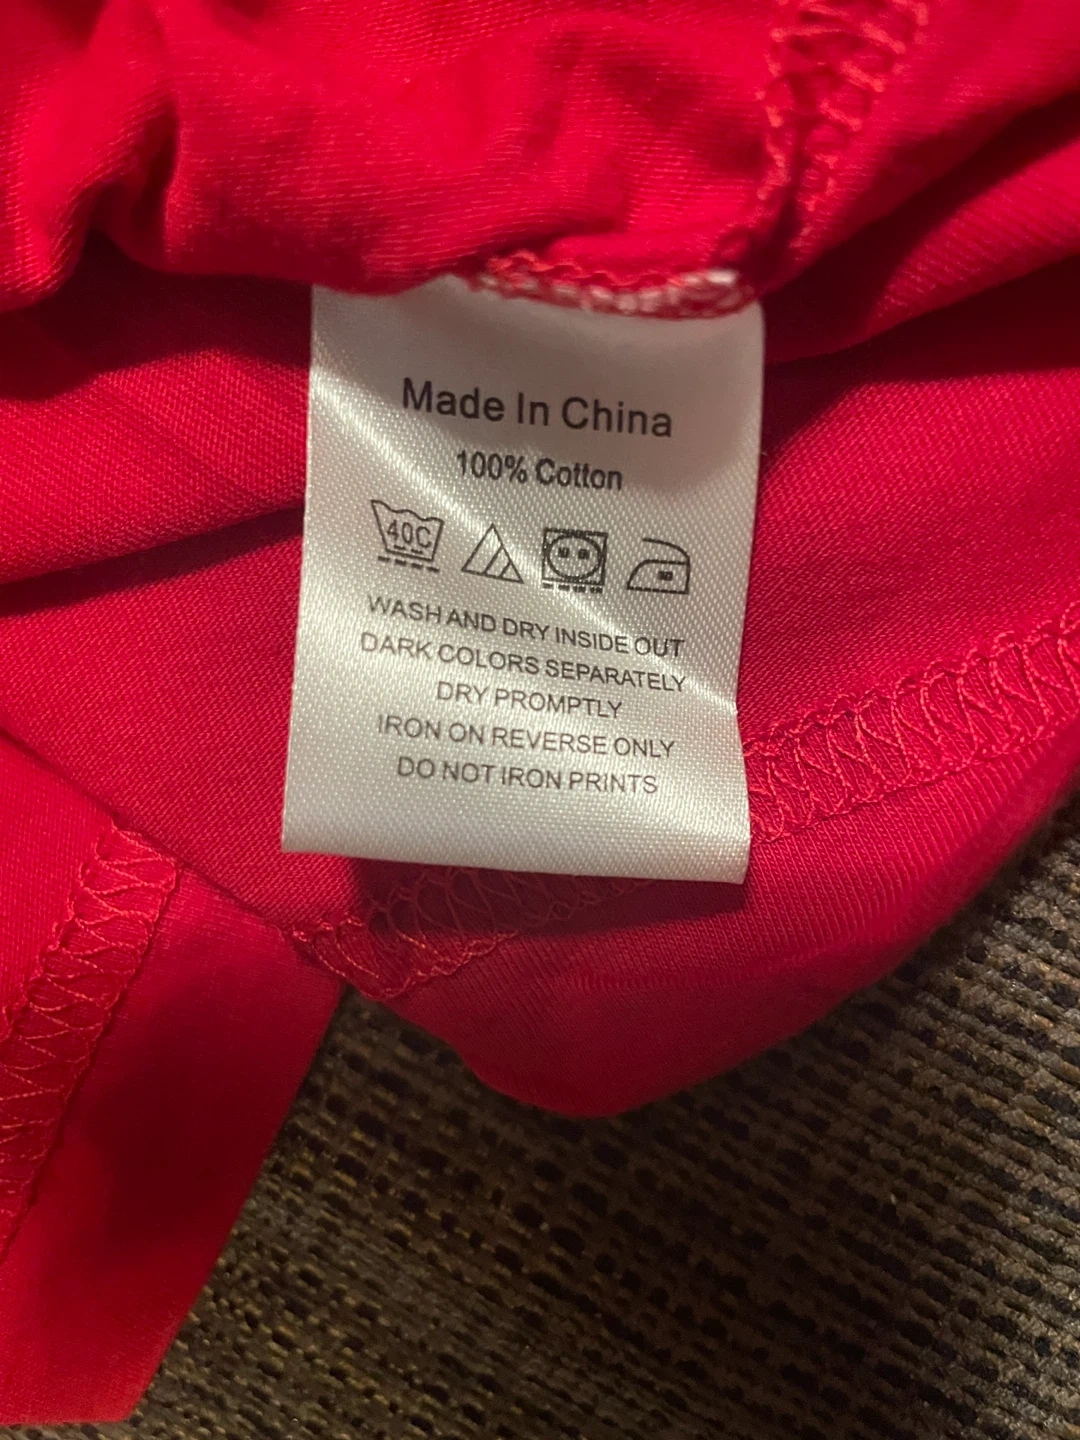 Made In China
100% Cotton
40C
WASH AND DRY INSIDE OUT
DARK COLORS SEPARATELY
DRY PROMPTLY
IRON ON REVERSE ONLY
DO NOT IRON PRINTS